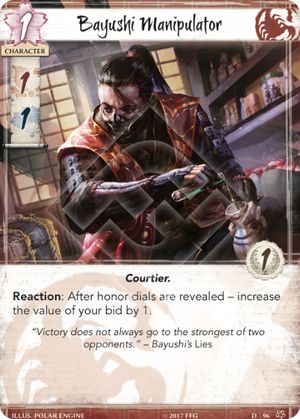 1
Bayushi Manipulator
CHARACTER
1
1
1
Courtier.
Reaction: After honor dials are revealed – increase
the value of your bid by 1.
“Victory does not always go to the strongest of two
opponents.” – Bayushi’s Lies
ILLUS. POLAR ENGINE
© 2017 FFG
D 96